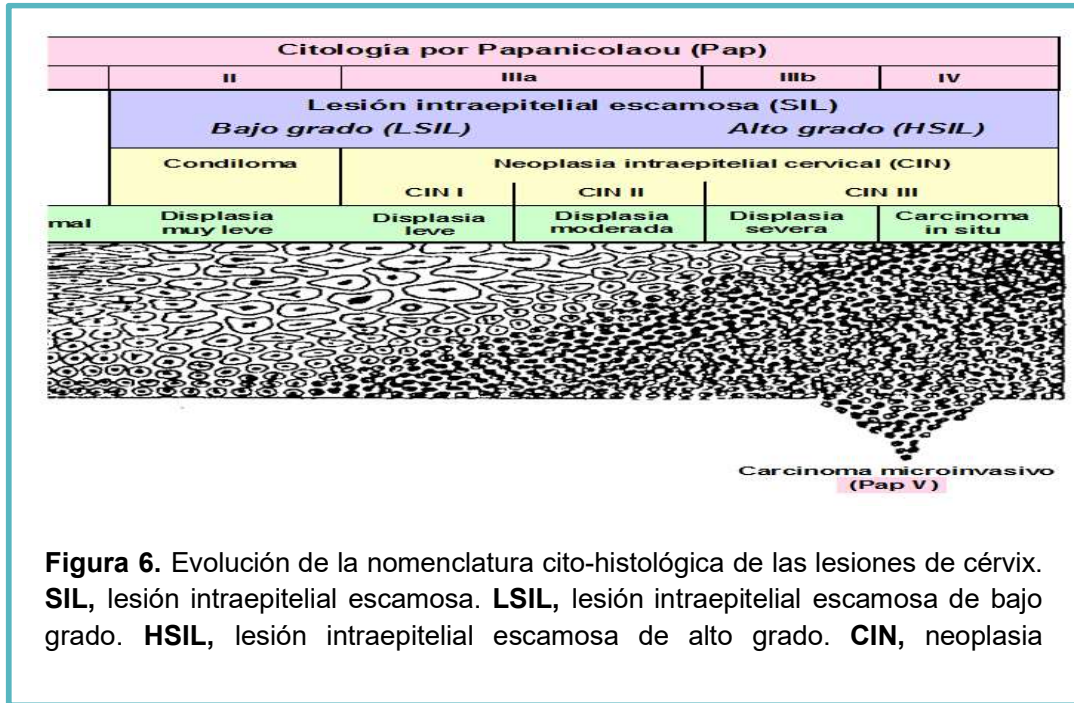 Citología por Papanicolaou (Pap)
II IIIa IIIb IV
Lesión intraepitelial escamosa (SIL)
Bajo grado (LSIL) Alto grado (HSIL)
Condiloma Neoplasia intraepitelial cervical (CIN)
CIN I CIN II CIN III
mal Displasia muy leve Displasia leve Displasia moderada Displasia severa Carcinoma in situ
Carcinoma microinvasivo
(Pap V)
Figura 6. Evolución de la nomenclatura cito-histológica de las lesiones de cérvix.
SIL, lesión intraepitelial escamosa. LSIL, lesión intraepitelial escamosa de bajo
grado. HSIL, lesión intraepitelial escamosa de alto grado. CIN, neoplasia